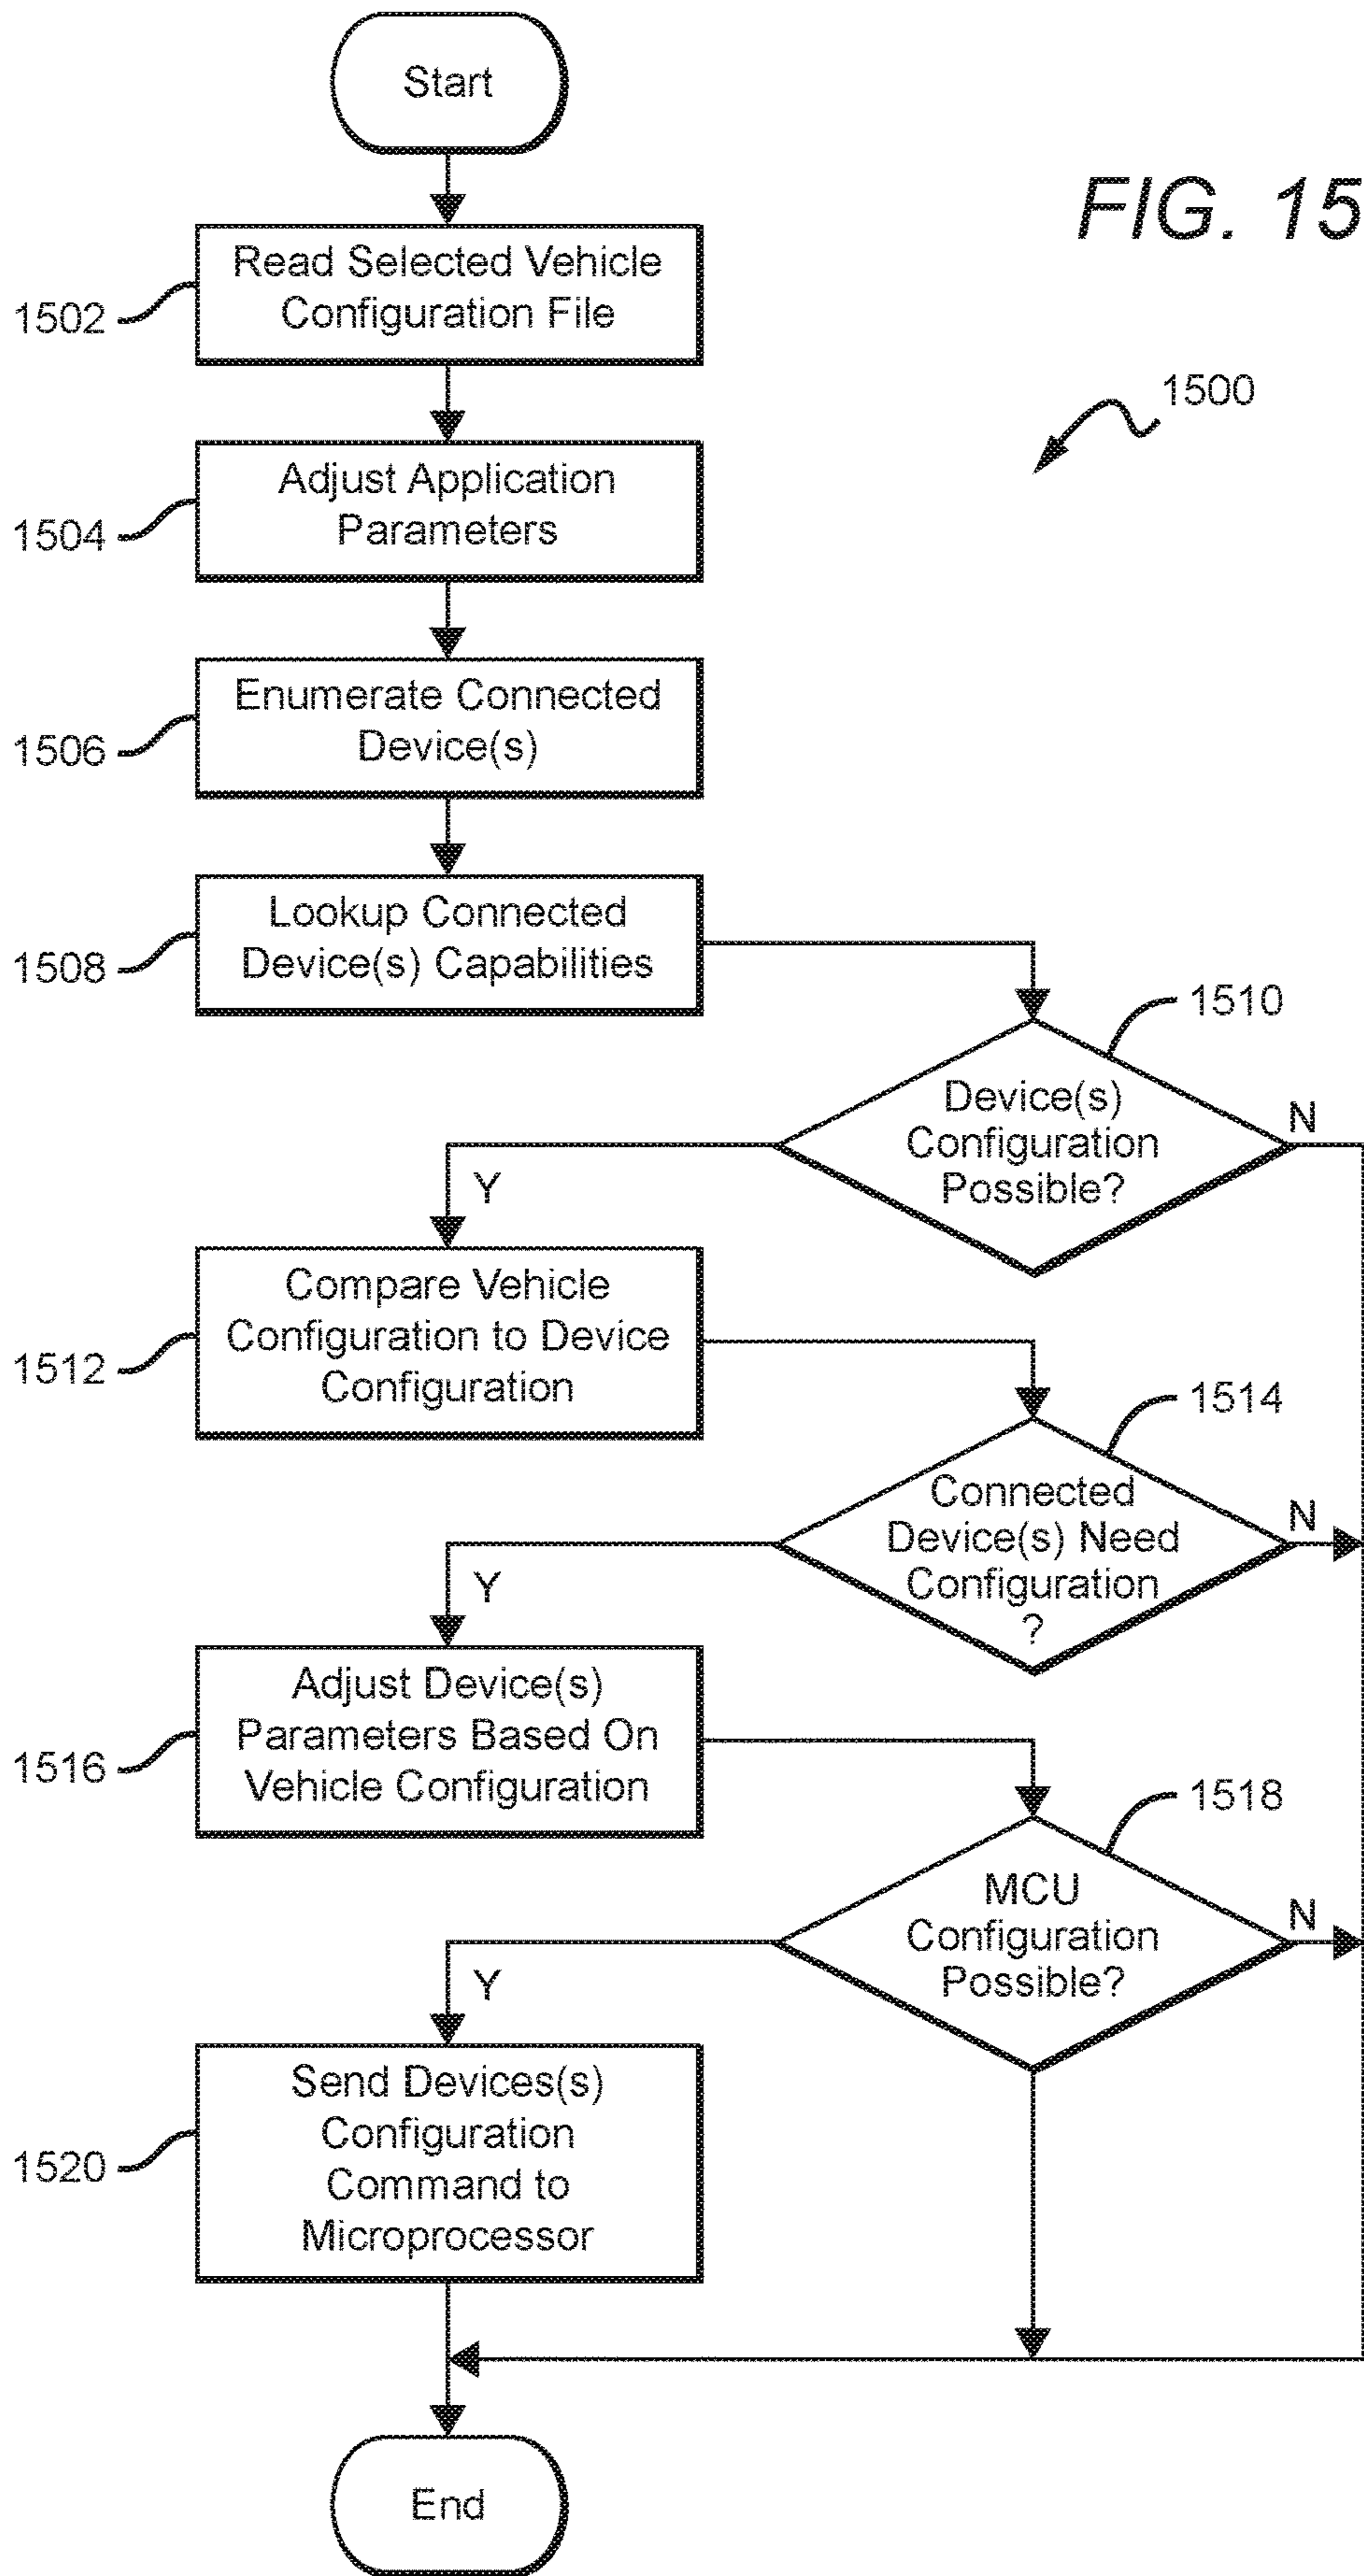 Start
FIG. 15
Read Selected Vehicle
Configuration File
1502
1500
Adjust Application
Parameters
1504
Enumerate Connected
Device(s)
1506
Lookup Connected
Device(s) Capabilities
1508
1510
Device(s)
Configuration
Possible?
N
Y
Compare Vehicle
Configuration to Device
Configuration
1512
1514
Connected
Device(s) Need
Configuration
?
N
Y
Adjust Device(s)
Parameters Based On
Vehicle Configuration
1516
1518
MCU
Configuration
Possible?
N
Y
Send Devices(s)
Configuration
Command to
Microprocessor
1520
End